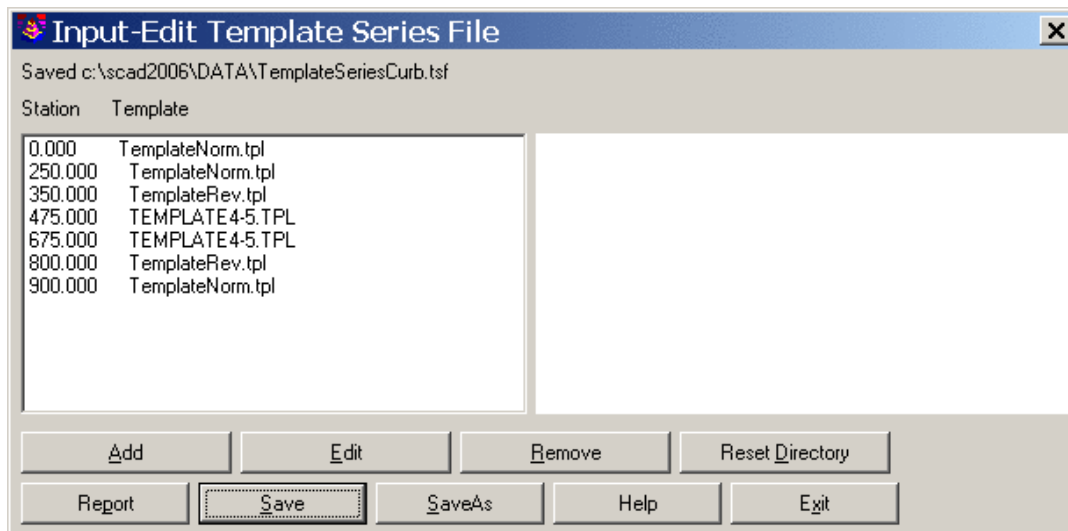 Input-Edit Template Series File
Saved c:\scad2006\DATA\TemplateSeriesCurb.tsf
Station Template
0.000 TemplateNorm.tpl
250.000 TemplateNorm.tpl
350.000 TemplateRev.tpl
475.000 TEMPLATE4-5.TPL
675.000 TEMPLATE4-5.TPL
800.000 TemplateRev.tpl
900.000 TemplateNorm.tpl
Add Edit Remove Reset Directory
Report Save SaveAs Help Exit